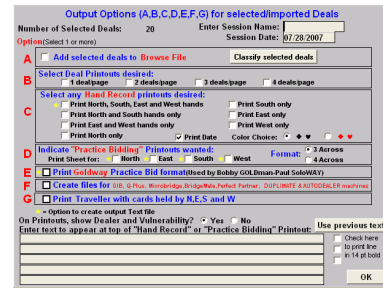 Output Options (A,B,C,D,E,F,G) for selected/imported Deals
Number of Selected Deals: 20 Enter Session Name:
Session Date: 07/28/2007
Option(Select 1 or more)
A Add selected deals to Browse File Classify selected deals
B Select Deal Printouts desired:
1 deal/page 2 deals/page 3 deals/page 4 deals/page
C Select any Hand Record printouts desired:
Print North, South, East and West hands Print South only
Print North and South hands only Print East only
Print East and West hands only Print West only
Print North only Print Date Color Choice: ♦ ♥ ♦ ♥
D Indicate "Practice Bidding" Printouts wanted: Format: 3 Across
Print Sheet for: North East South West 4 Across
E Print Goldway Practice Bid format(Used by Bobby GOLDman-Paul SoloWAY)
F Create files for GIB, Q-Plus, Microbridge,BridgeMate,Perfect Partner; DUPLIMATE & AUTODEALER machines
G Print Traveller with cards held by N,E,S and W
= Option to create output Text file
On Printouts, show Dealer and Vulnerability? Yes No
Use previous text
Enter text to appear at top of "Hand Record" or "Practice Bidding" Printout:
Check here
to print line
in 14 pt bold
OK